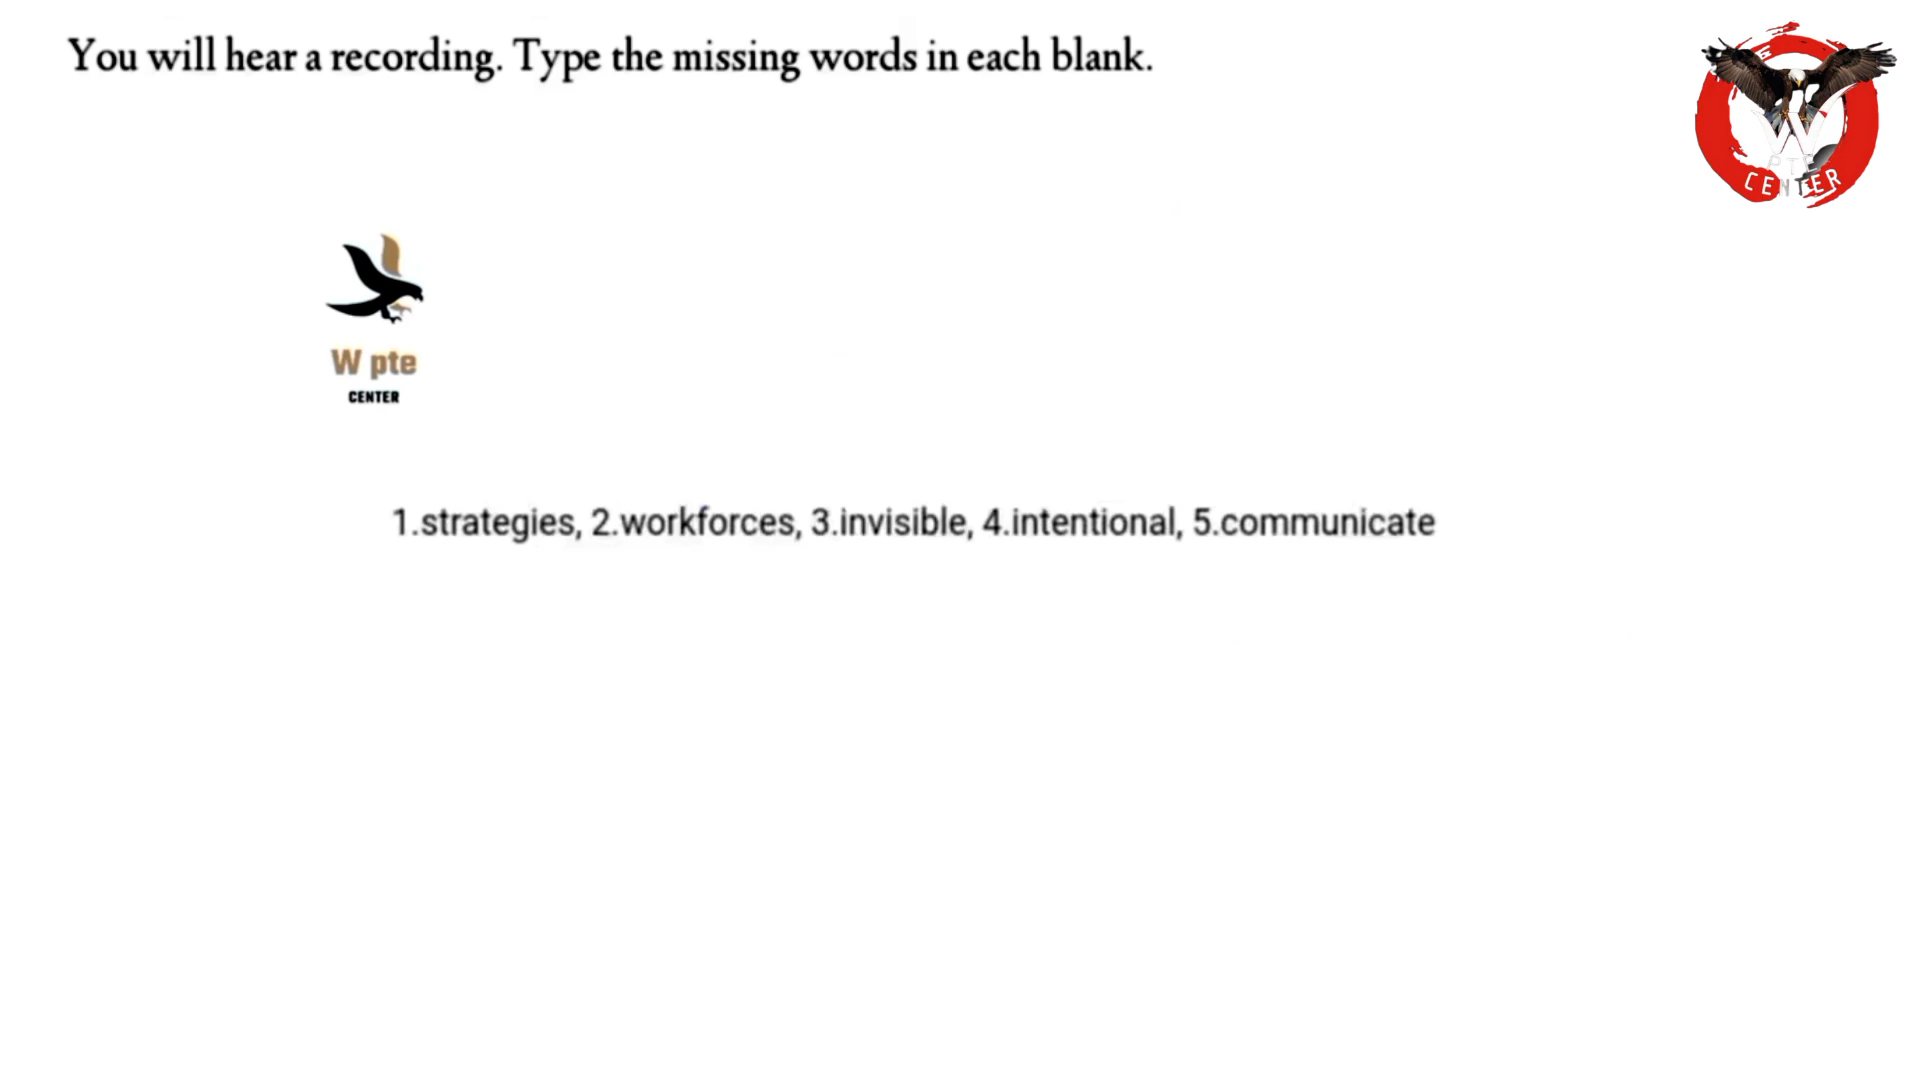 You will hear a recording. Type the missing words in each blank.
W
PTE
CENTER
W pte
CENTER
1.strategies, 2.workforces, 3.invisible, 4.intentional, 5.communicate